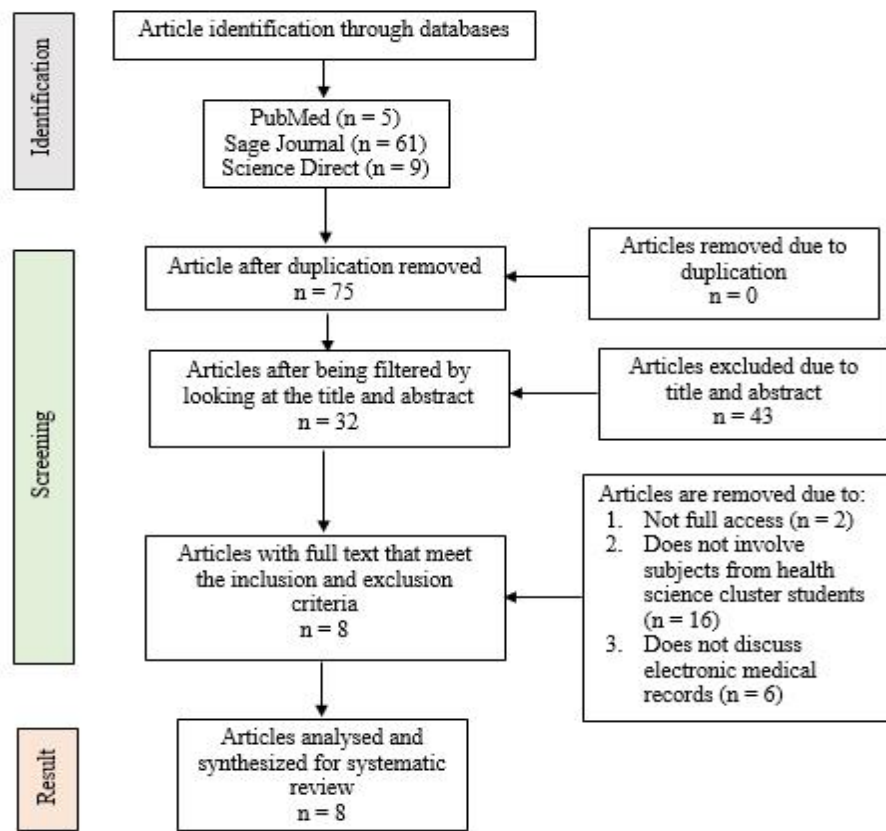 Identification
Article identification through databases
PubMed (n = 5)
Sage Journal (n = 61)
Science Direct (n = 9)
Screening
Article after duplication removed
n = 75
Articles removed due to
duplication
n = 0
Articles after being filtered by
looking at the title and abstract
n = 32
Articles excluded due to
title and abstract
n = 43
Articles with full text that meet
the inclusion and exclusion
criteria
n = 8
Articles are removed due to:
1. Not full access (n = 2)
2. Does not involve
subjects from health
science cluster students
(n = 16)
3. Does not discuss
electronic medical
records (n = 6)
Result
Articles analysed and
synthesized for systematic
review
n = 8